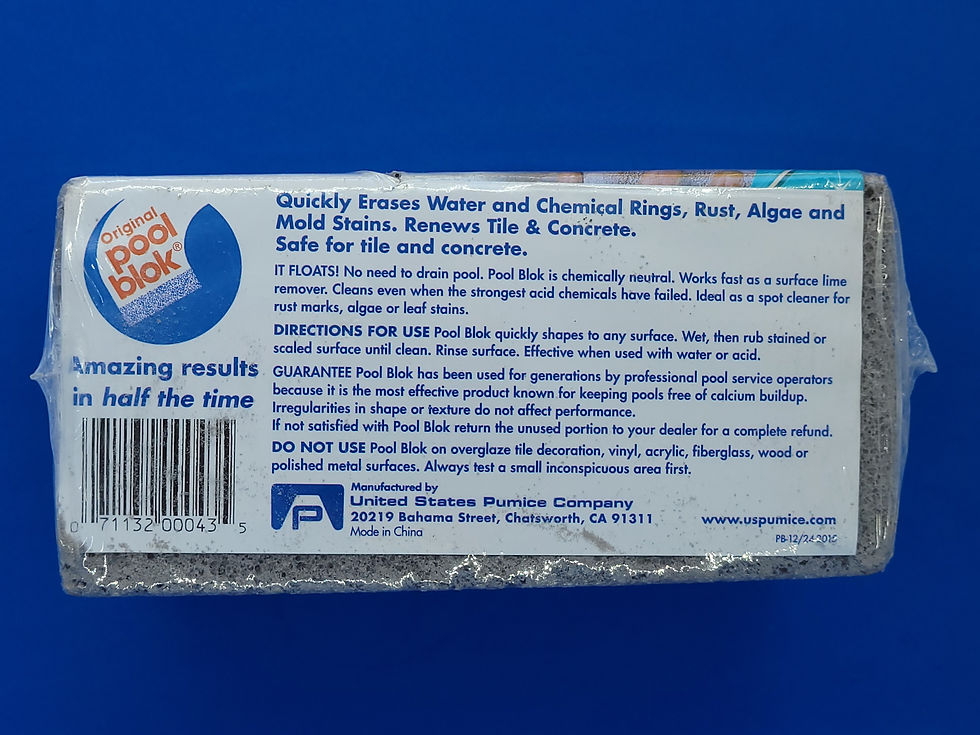 Original
pool
blok®
Amazing results
in half the time
0 71132 00043 5
Quickly Erases Water and Chemical Rings, Rust, Algae and
Mold Stains. Renews Tile & Concrete.
Safe for tile and concrete.
IT FLOATS! No need to drain pool. Pool Blok is chemically neutral. Works fast as a surface lime
remover. Cleans even when the strongest acid chemicals have failed. Ideal as a spot cleaner for
rust marks, algae or leaf stains.
DIRECTIONS FOR USE Pool Blok quickly shapes to any surface. Wet, then rub stained or
scaled surface until clean. Rinse surface. Effective when used with water or acid.
GUARANTEE Pool Blok has been used for generations by professional pool service operators
because it is the most effective product known for keeping pools free of calcium buildup.
Irregularities in shape or texture do not affect performance.
If not satisfied with Pool Blok return the unused portion to your dealer for a complete refund.
DO NOT USE Pool Blok on overglaze tile decoration, vinyl, acrylic, fiberglass, wood or
polished metal surfaces. Always test a small inconspicuous area first.
Manufactured by
United States Pumice Company
20219 Bahama Street, Chatsworth, CA 91311
www.uspumice.com
Made in China